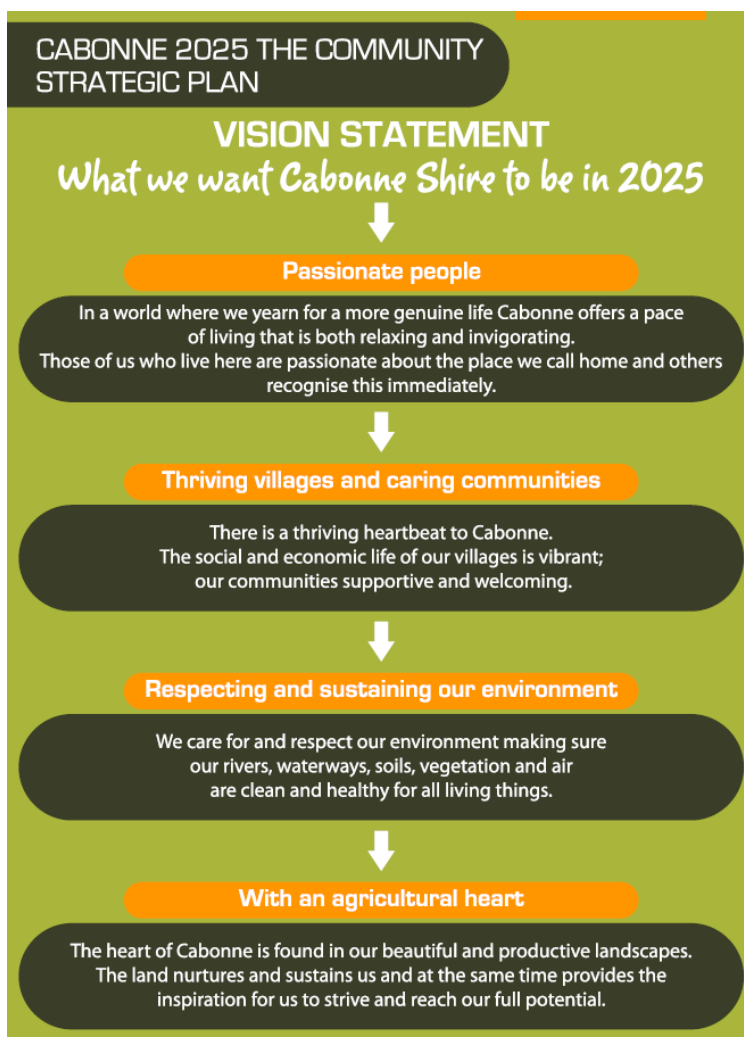 CABONNE 2025 THE COMMUNITY
STRATEGIC PLAN
VISION STATEMENT
What we want Cabonne Shire to be in 2025
Passionate people
In a world where we yearn for a more genuine life Cabonne offers a pace
of living that is both relaxing and invigorating.
Those of us who live here are passionate about the place we call home and others
recognise this immediately.
Thriving villages and caring communities
There is a thriving heartbeat to Cabonne.
The social and economic life of our villages is vibrant;
our communities supportive and welcoming.
Respecting and sustaining our environment
We care for and respect our environment making sure
our rivers, waterways, soils, vegetation and air
are clean and healthy for all living things.
With an agricultural heart
The heart of Cabonne is found in our beautiful and productive landscapes.
The land nurtures and sustains us and at the same time provides the
inspiration for us to strive and reach our full potential.